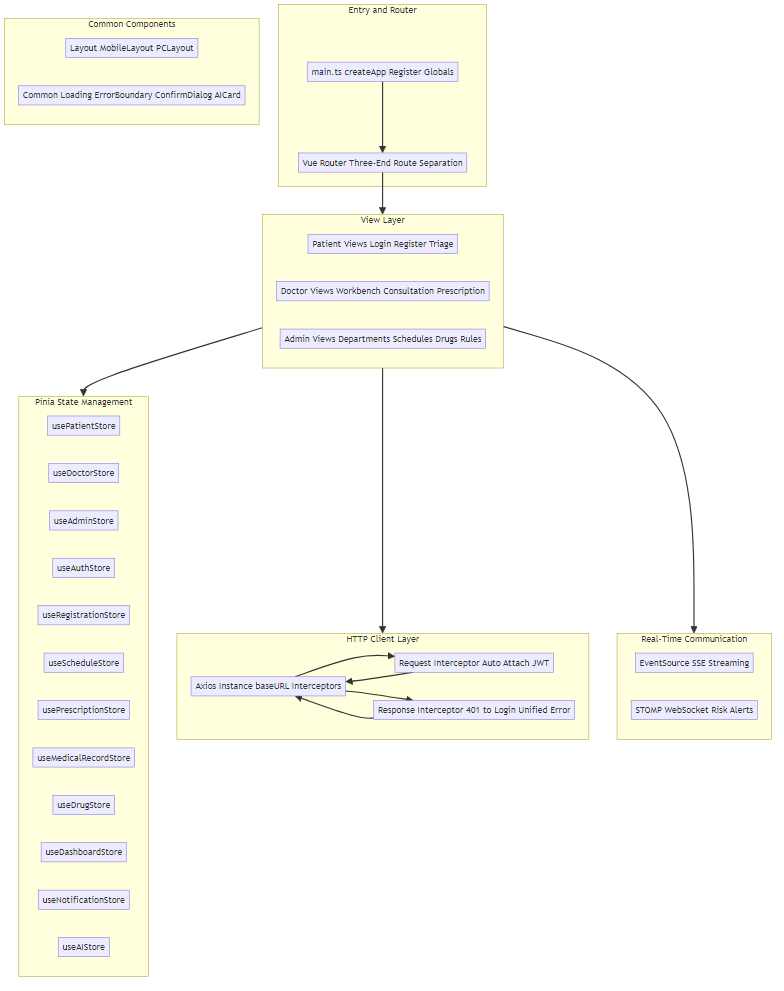 Common Components
Layout MobileLayout PCLayout
Common Loading ErrorBoundary ConfirmDialog AICard
Entry and Router
main.ts createApp Register Globals
Vue Router Three-End Route Separation
View Layer
Patient Views Login Register Triage
Doctor Views Workbench Consultation Prescription
Admin Views Departments Schedules Drugs Rules
Pinia State Management
usePatientStore
useDoctorStore
useAdminStore
useAuthStore
useRegistrationStore
useScheduleStore
usePrescriptionStore
useMedicalRecordStore
useDrugStore
useDashboardStore
useNotificationStore
useAIStore
HTTP Client Layer
Request Interceptor Auto Attach JWT
Axios Instance baseURL Interceptors
Response Interceptor 401 to Login Unified Error
Real-Time Communication
EventSource SSE Streaming
STOMP WebSocket Risk Alerts